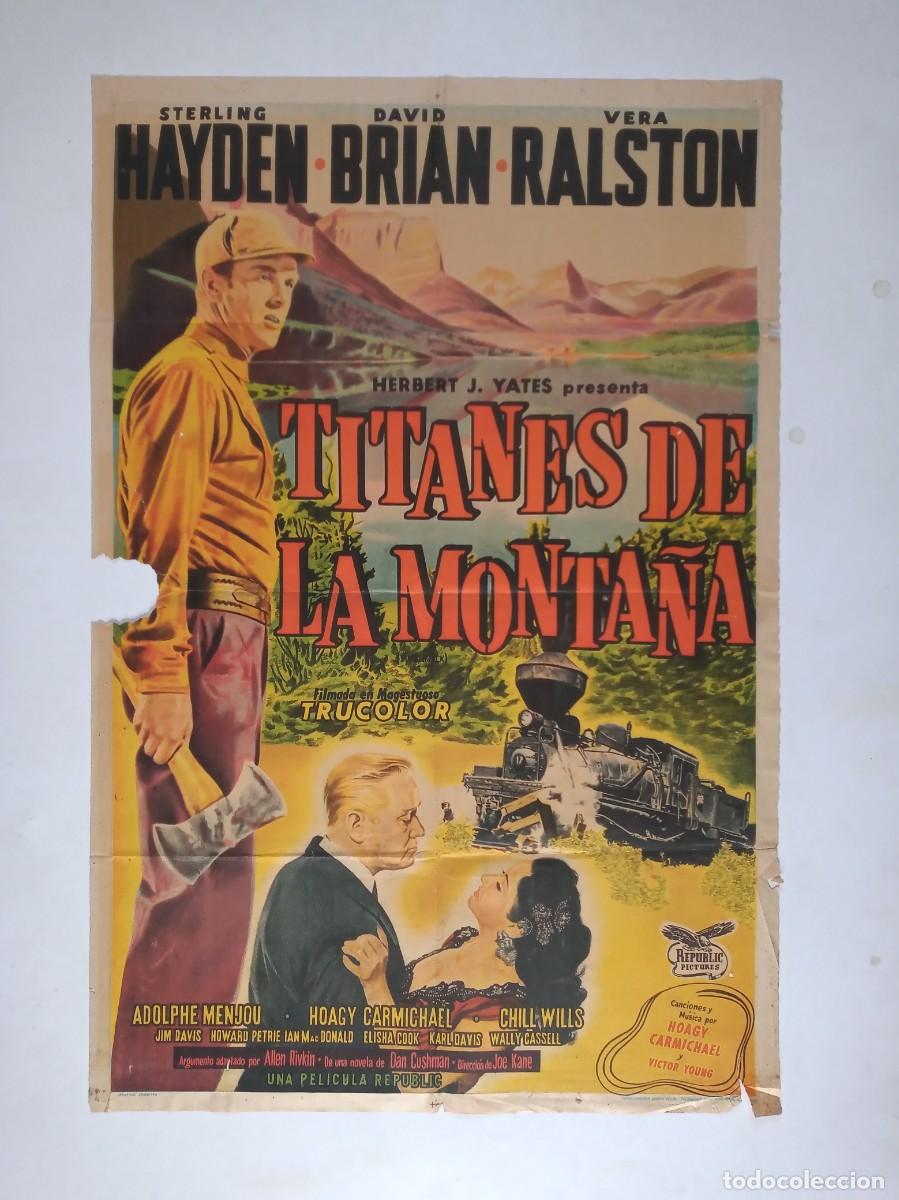 STERLING DAVID VERA
HAYDEN · BRIAN · RALSTON
HERBERT J. YATES presenta
TITANES DE
LA MONTAÑA
Filmada en Magestuoso
TRUCOLOR
REPUBLIC
PICTURES
ADOLPHE MENJOU · HOAGY CARMICHAEL · CHILL WILLS
JIM DAVIS HOWARD PETRIE IAN MAC DONALD ELISHA COOK KARL DAVIS WALLY CASSELL
Argumento adaptado por Allen Rivkin · De una novela de Dan Cushman · Dirección de Joe Kane
UNA PELICULA REPUBLIC
Canciones y
Música por
HOAGY
CARMICHAEL
y
VICTOR YOUNG
todocoleccion